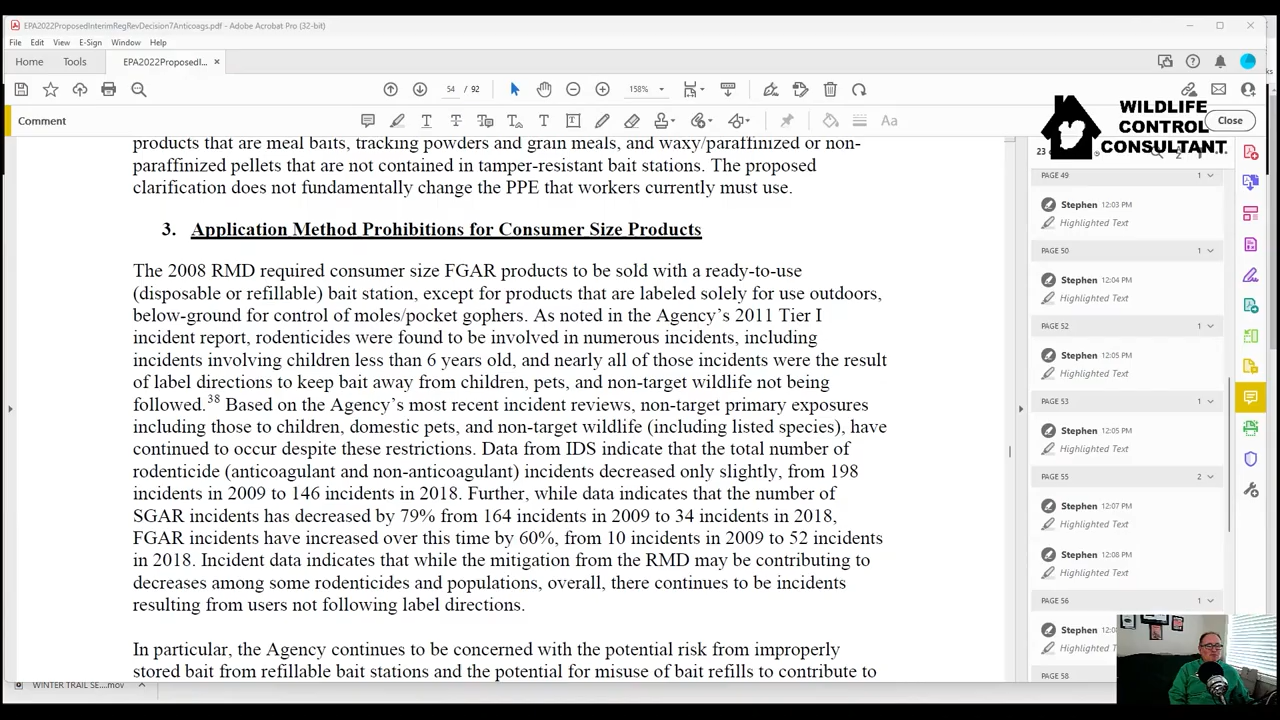 EPA2022ProposedInterimRegRevDecision7Anticoags.pdf - Adobe Acrobat Pro (32-bit)
File Edit View E-Sign Window Help
Home Tools EPA2022ProposedI... ×
54 / 92 158%
Comment
WILDLIFE
CONTROL
CONSULTANT
Close
products that are meal baits, tracking powders and grain meals, and waxy/paraffinized or non-
paraffinized pellets that are not contained in tamper-resistant bait stations. The proposed
clarification does not fundamentally change the PPE that workers currently must use.
3. Application Method Prohibitions for Consumer Size Products
The 2008 RMD required consumer size FGAR products to be sold with a ready-to-use
(disposable or refillable) bait station, except for products that are labeled solely for use outdoors,
below-ground for control of moles/pocket gophers. As noted in the Agency's 2011 Tier I
incident report, rodenticides were found to be involved in numerous incidents, including
incidents involving children less than 6 years old, and nearly all of those incidents were the result
of label directions to keep bait away from children, pets, and non-target wildlife not being
followed.38 Based on the Agency's most recent incident reviews, non-target primary exposures
including those to children, domestic pets, and non-target wildlife (including listed species), have
continued to occur despite these restrictions. Data from IDS indicate that the total number of
rodenticide (anticoagulant and non-anticoagulant) incidents decreased only slightly, from 198
incidents in 2009 to 146 incidents in 2018. Further, while data indicates that the number of
SGAR incidents has decreased by 79% from 164 incidents in 2009 to 34 incidents in 2018,
FGAR incidents have increased over this time by 60%, from 10 incidents in 2009 to 52 incidents
in 2018. Incident data indicates that while the mitigation from the RMD may be contributing to
decreases among some rodenticides and populations, overall, there continues to be incidents
resulting from users not following label directions.
In particular, the Agency continues to be concerned with the potential risk from improperly
stored bait from refillable bait stations and the potential for misuse of bait refills to contribute to
PAGE 49 1
Stephen 12:03 PM
Highlighted Text
PAGE 50 1
Stephen 12:04 PM
Highlighted Text
PAGE 52 1
Stephen 12:05 PM
Highlighted Text
PAGE 53 1
Stephen 12:05 PM
Highlighted Text
PAGE 55 2
Stephen 12:07 PM
Highlighted Text
Stephen 12:08 PM
Highlighted Text
PAGE 56 1
Stephen
Highlighted
PAGE 58
WINTER TRAIL SE....mov